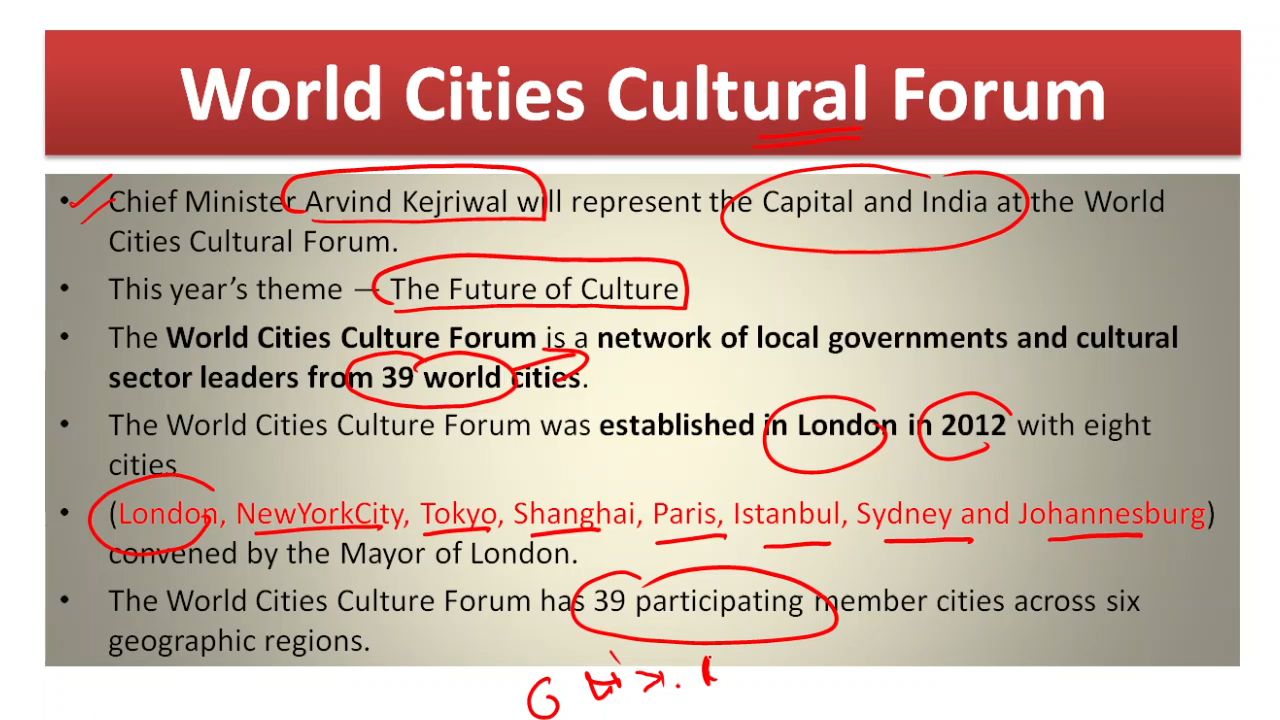 World Cities Cultural Forum
• Chief Minister Arvind Kejriwal will represent the Capital and India at the World
Cities Cultural Forum.
• This year’s theme — The Future of Culture
• The World Cities Culture Forum is a network of local governments and cultural
sector leaders from 39 world cities.
• The World Cities Culture Forum was established in London in 2012 with eight
cities
• (London, NewYorkCity, Tokyo, Shanghai, Paris, Istanbul, Sydney and Johannesburg)
convened by the Mayor of London.
• The World Cities Culture Forum has 39 participating member cities across six
geographic regions.